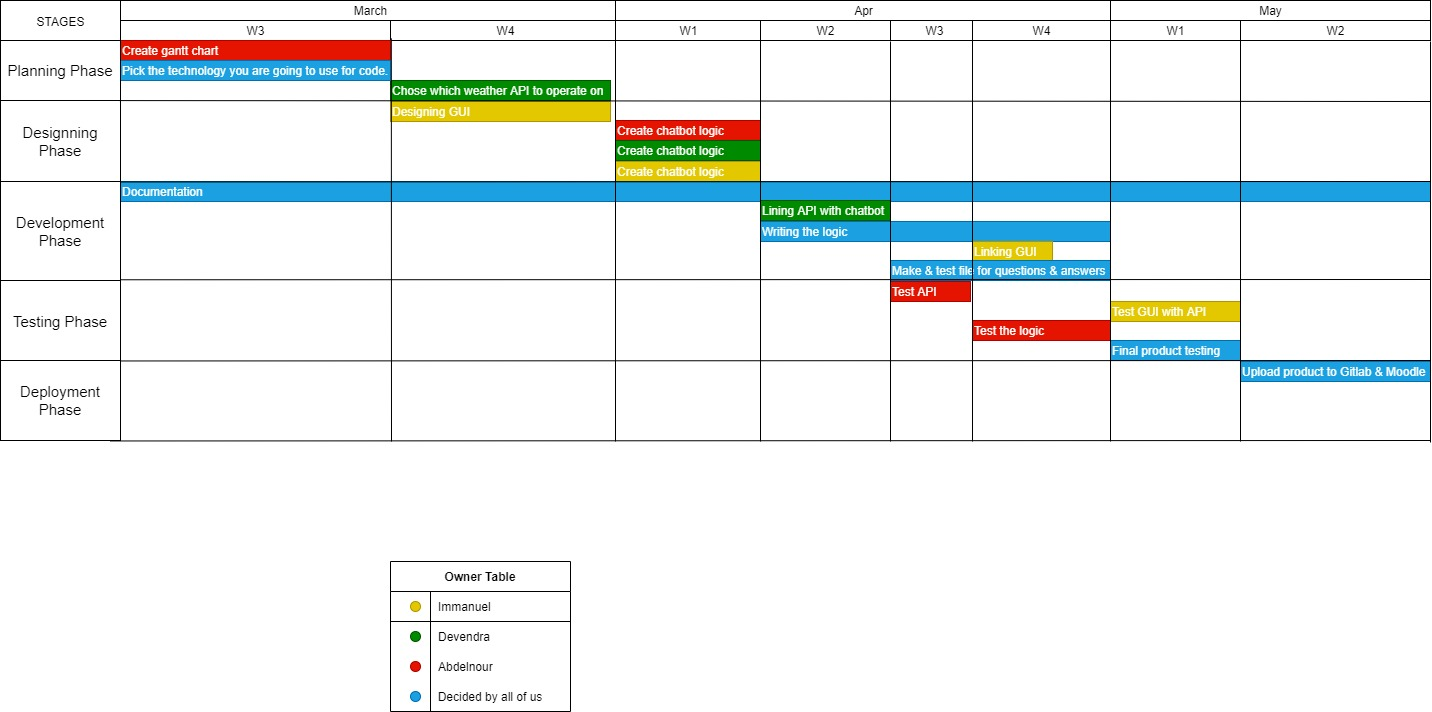 STAGES
March
Apr
May
W3
W4
W1
W2
W3
W4
W1
W2
Planning Phase
Create gantt chart
Pick the technology you are going to use for code.
Chose which weather API to operate on
Designning
Phase
Designing GUI
Create chatbot logic
Create chatbot logic
Create chatbot logic
Development
Phase
Documentation
Lining API with chatbot
Writing the logic
Linking GUI
Make & test file for questions & answers
Testing Phase
Test API
Test GUI with API
Test the logic
Final product testing
Deployment
Phase
Upload product to Gitlab & Moodle
Owner Table
Immanuel
Devendra
Abdelnour
Decided by all of us